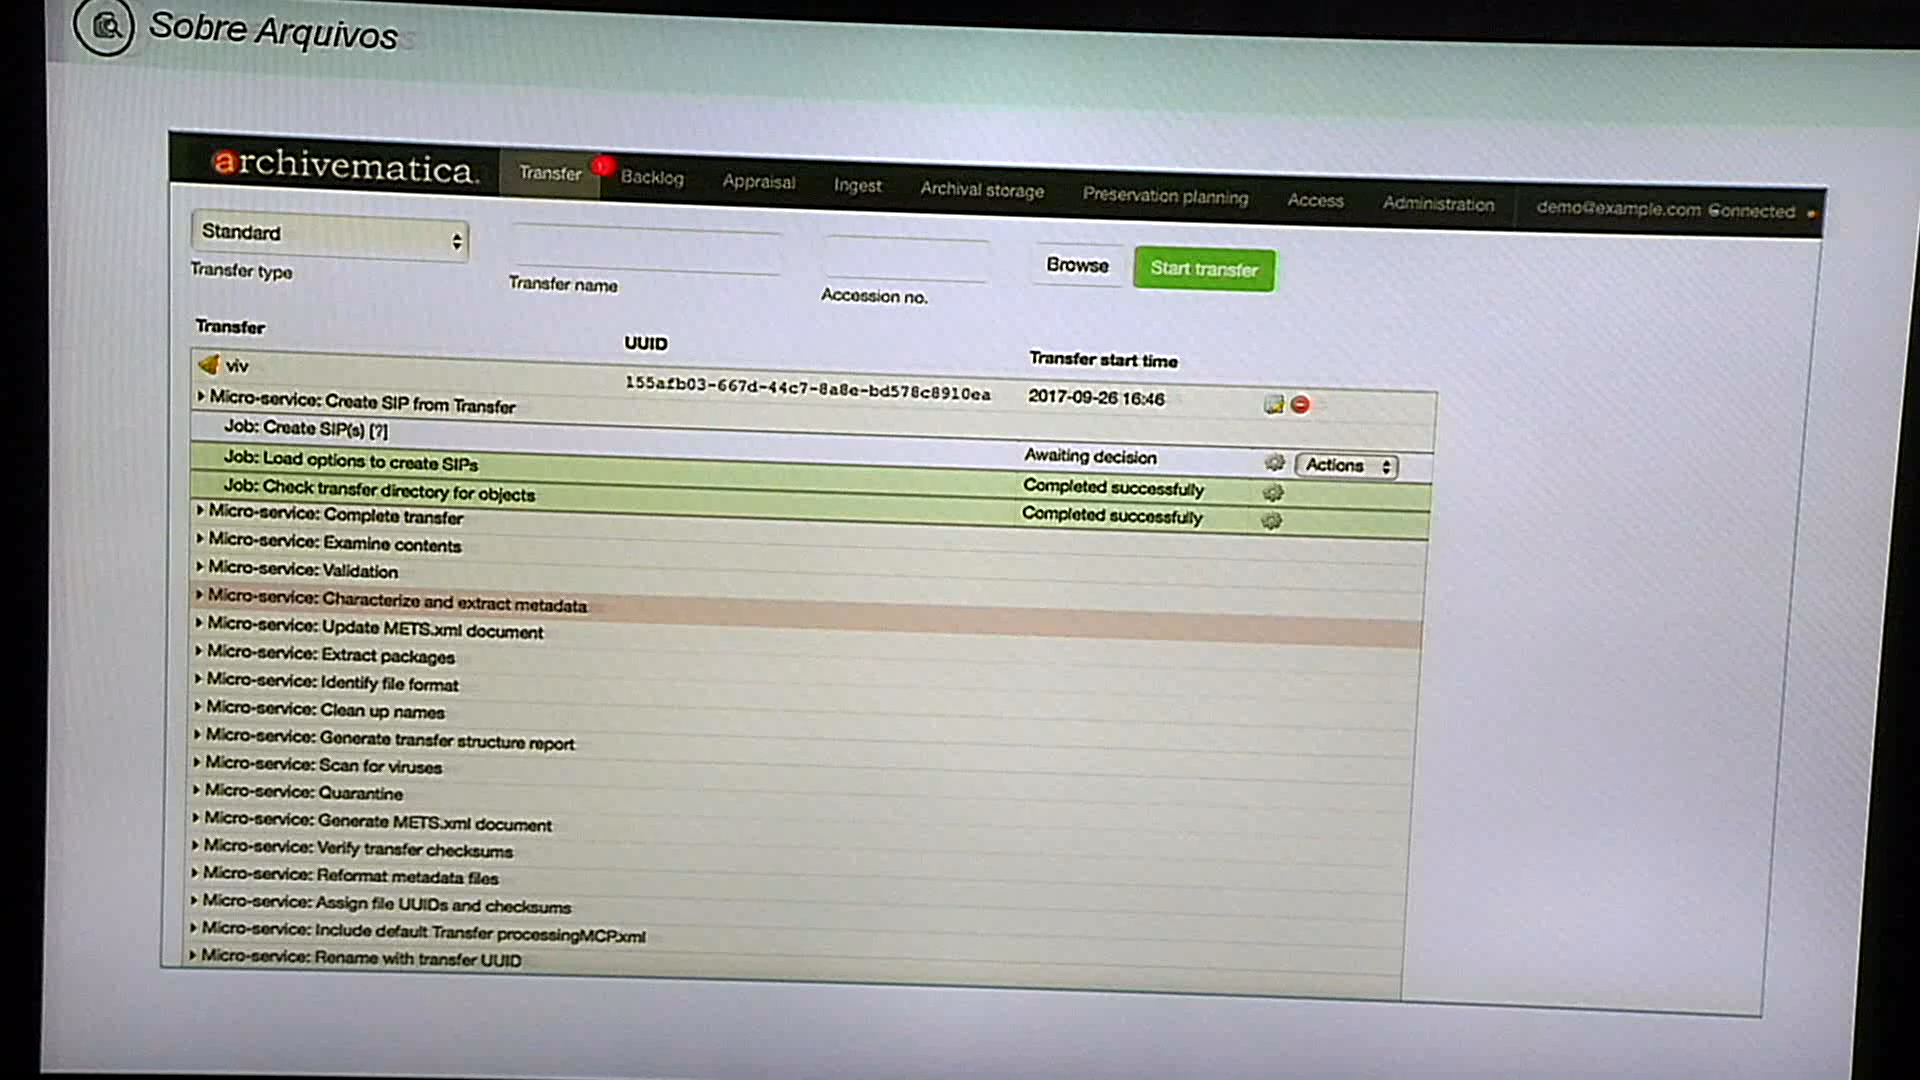 Sobre Arquivos
archivematica.
Transfer
Backlog
Appraisal
Ingest
Archival storage
Preservation planning
Access
Administration
demo@example.com Connected
Standard
Transfer type
Transfer name
Accession no.
Browse
Start transfer
Transfer UUID Transfer start time
viv 155afb03-667d-44c7-8a8e-bd578c8910ea 2017-09-26 16:46
Micro-service: Create SIP from Transfer
Job: Create SIP(s) [?] Awaiting decision Actions
Job: Load options to create SIPs Completed successfully
Job: Check transfer directory for objects Completed successfully
Micro-service: Complete transfer
Micro-service: Examine contents
Micro-service: Validation
Micro-service: Characterize and extract metadata
Micro-service: Update METS.xml document
Micro-service: Extract packages
Micro-service: Identify file format
Micro-service: Clean up names
Micro-service: Generate transfer structure report
Micro-service: Scan for viruses
Micro-service: Quarantine
Micro-service: Generate METS.xml document
Micro-service: Verify transfer checksums
Micro-service: Reformat metadata files
Micro-service: Assign file UUIDs and checksums
Micro-service: Include default Transfer processingMCP.xml
Micro-service: Rename with transfer UUID